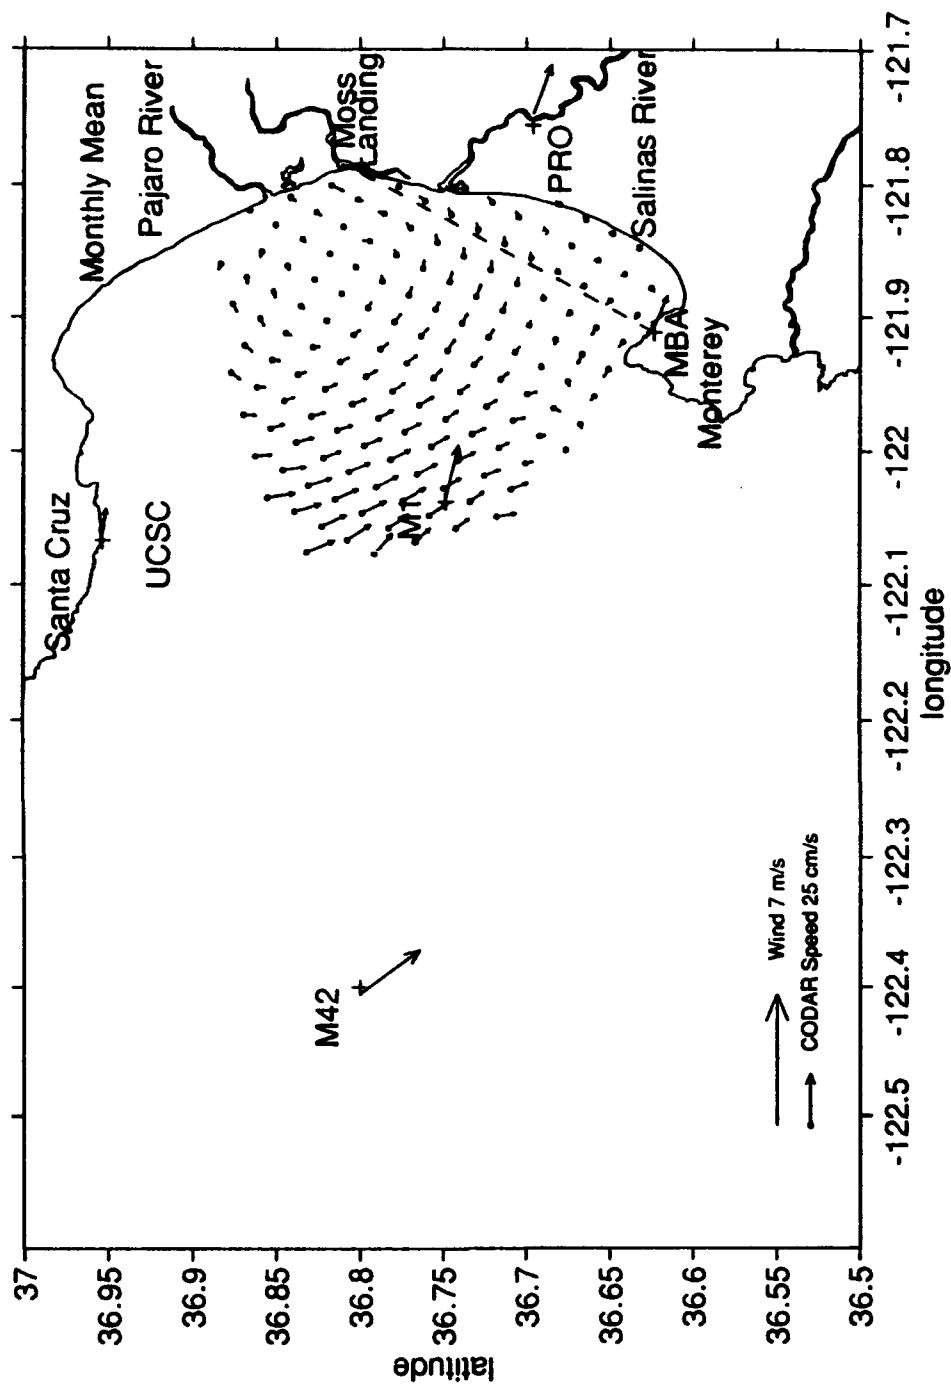 Santa Cruz
Monthly Mean
UCSC
Pajaro River
M42
Moss
Landing
M1
PRO
Salinas River
MBA
Monterey
Wind 7 m/s
CODAR Speed 25 cm/s
latitude
37
36.95
36.9
36.85
36.8
36.75
36.7
36.65
36.6
36.55
36.5
-122.5
-122.4
-122.3
-122.2
-122.1
-122
-121.9
-121.8
-121.7
longitude